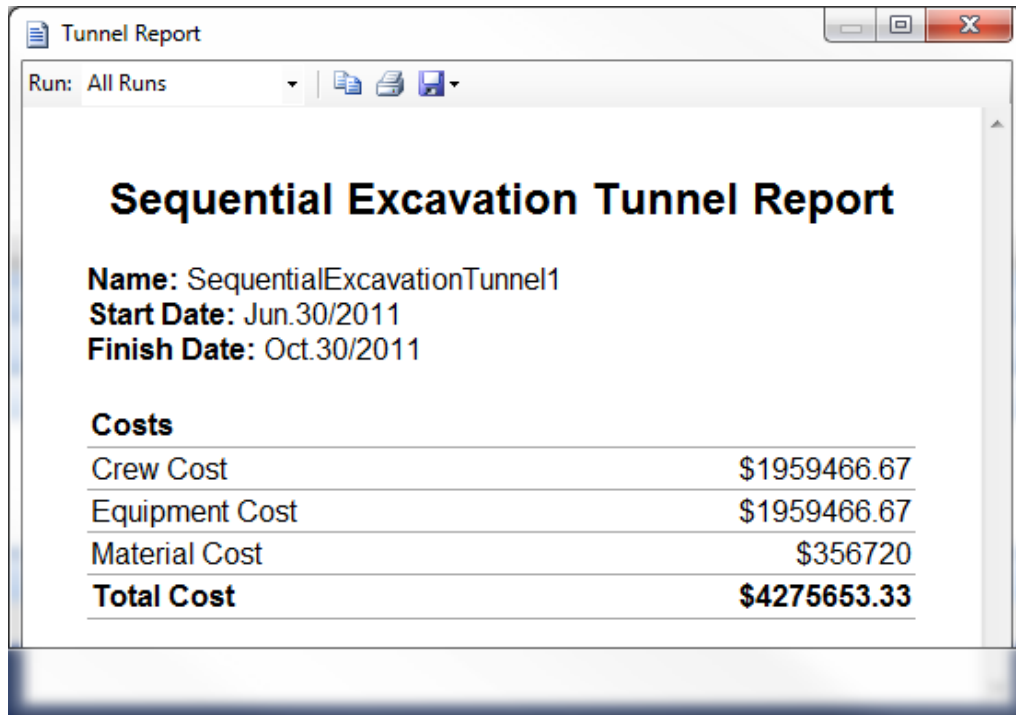 Tunnel Report
Run: All Runs
Sequential Excavation Tunnel Report
Name: SequentialExcavationTunnel1
Start Date: Jun.30/2011
Finish Date: Oct.30/2011
Costs
Crew Cost $1959466.67
Equipment Cost $1959466.67
Material Cost $356720
Total Cost $4275653.33